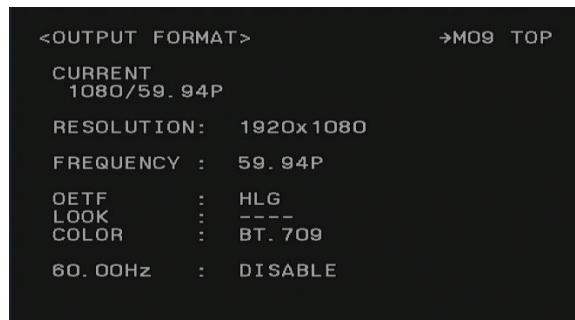 <OUTPUT FORMAT> →M09 TOP
CURRENT
1080/59.94P
RESOLUTION: 1920x1080
FREQUENCY : 59.94P
OETF : HLG
LOOK : ----
COLOR : BT.709
60.00Hz : DISABLE